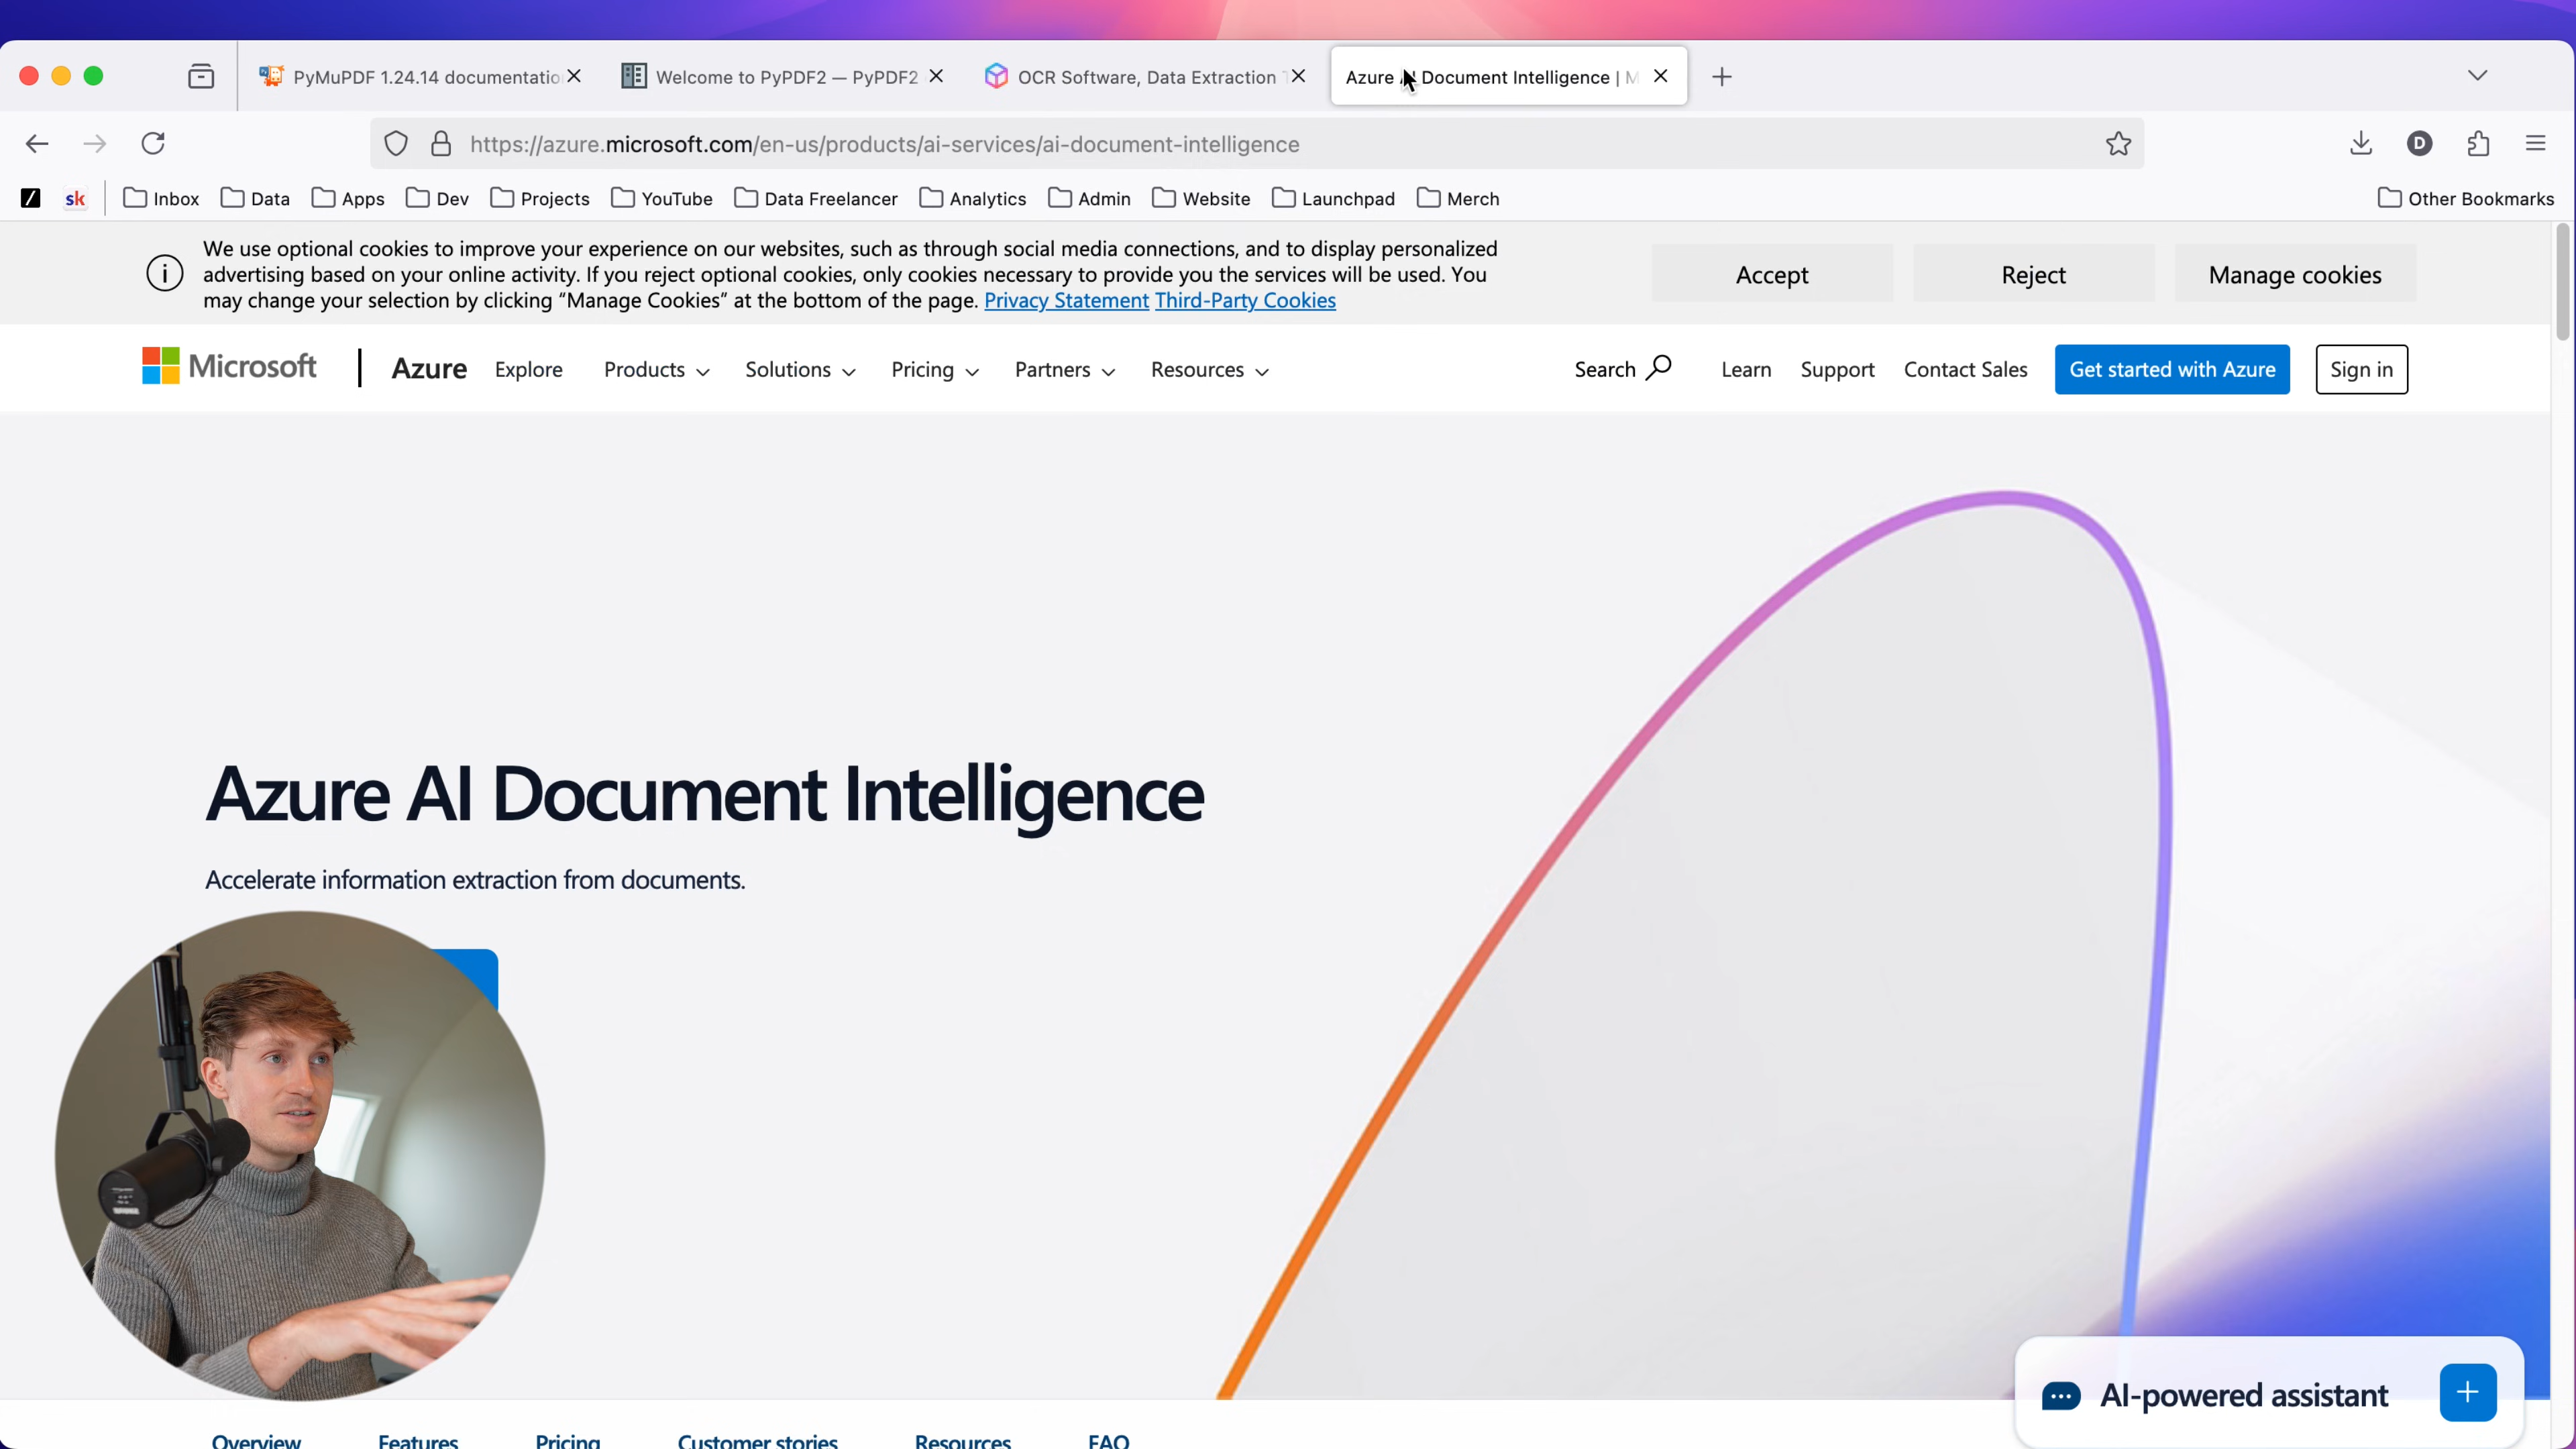 PyMuPDF 1.24.14 documentatio
Welcome to PyPDF2 — PyPDF2
OCR Software, Data Extraction T
Azure AI Document Intelligence | M
https://azure.microsoft.com/en-us/products/ai-services/ai-document-intelligence
D
sk
Inbox
Data
Apps
Dev
Projects
YouTube
Data Freelancer
Analytics
Admin
Website
Launchpad
Merch
Other Bookmarks
We use optional cookies to improve your experience on our websites, such as through social media connections, and to display personalized
advertising based on your online activity. If you reject optional cookies, only cookies necessary to provide you the services will be used. You
may change your selection by clicking “Manage Cookies” at the bottom of the page. Privacy Statement Third-Party Cookies
Accept
Reject
Manage cookies
Microsoft
Azure
Explore
Products
Solutions
Pricing
Partners
Resources
Search
Learn
Support
Contact Sales
Get started with Azure
Sign in
Azure AI Document Intelligence
Accelerate information extraction from documents.
AI-powered assistant
Overview
Features
Pricing
Customer stories
Resources
FAQ